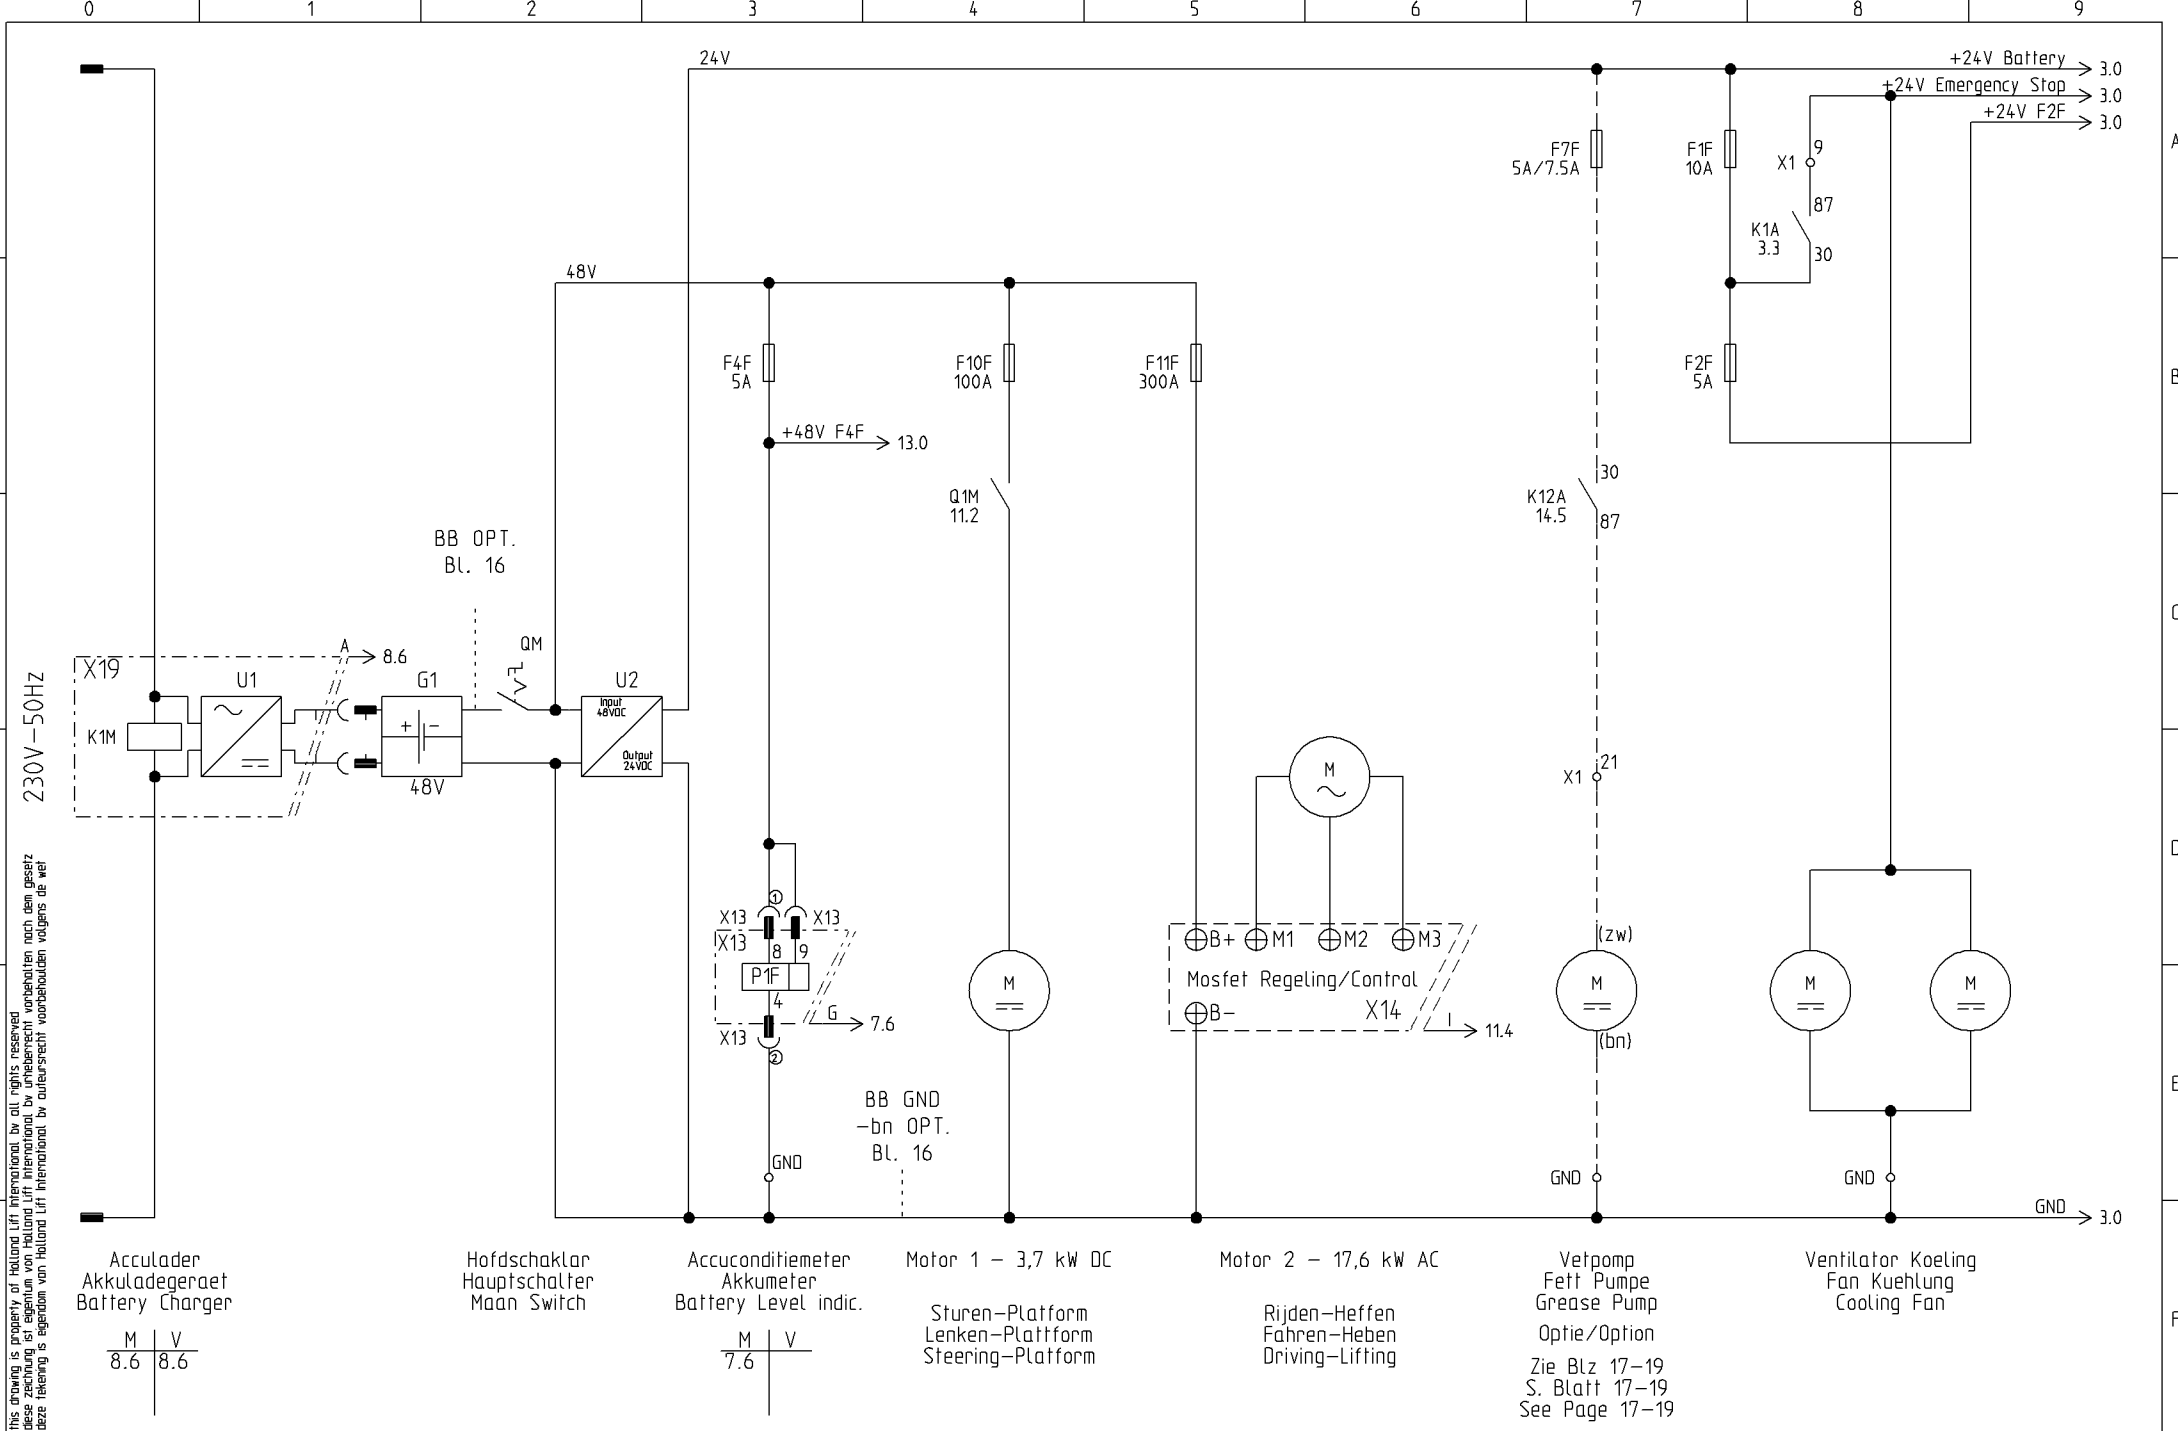 0 1 2 3 4 5 6 7 8 9
24V
+24V Battery 3.0
+24V Emergency Stop 3.0
+24V F2F 3.0
A
F7F
5A/7.5A
F1F
10A
X1 9
87
K1A
3.3
30
48V
F4F
5A
F10F
100A
F11F
300A
F2F
5A
B
+48V F4F 13.0
Q1M
11.2
30
K12A
14.5
87
BB OPT.
Bl. 16
C
QM
A 8.6
X19
U1
G1
U2
Input
48VDC
Output
24VDC
K1M
+ −
48V
230V-50Hz
M
X1 21
D
1
X13 X13
X13
8 9
P1F
4
G 7.6
X13
2
B+ M1 M2 M3
Mosfet Regeling/Control
X14
B-
I 11.4
(zw)
M
M
M
M
(bn)
E
BB GND
-bn OPT.
Bl. 16
GND
GND
GND
GND 3.0
Acculader
Akkuladegeraet
Battery Charger
M V
8.6 8.6
Hofdschaklar
Hauptschalter
Maan Switch
Accuconditiemeter
Akkumeter
Battery Level indic.
M V
7.6
Motor 1 - 3,7 kW DC
Sturen-Platform
Lenken-Plattform
Steering-Platform
Motor 2 - 17,6 kW AC
Rijden-Heffen
Fahren-Heben
Driving-Lifting
Vetpomp
Fett Pumpe
Grease Pump
Optie/Option
Zie Blz 17-19
S. Blatt 17-19
See Page 17-19
Ventilator Koeling
Fan Kuehlung
Cooling Fan
F
this drawing is property of Holland Lift International bv all rights reserved
diese zeichnung ist eigentum von Holland Lift International bv urheberrecht vorbehalten nach dem gesetz
deze tekening is eigendom van Holland Lift International bv auteursrecht voorbehouden volgens de wet